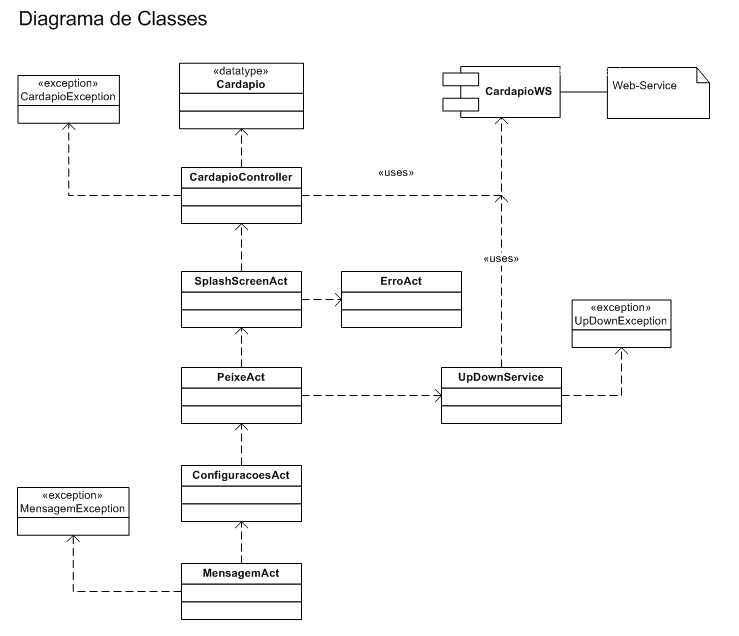 Diagrama de Classes
«exception»
CardapioException
«datatype»
Cardapio
CardapioWS
Web-Service
CardapioController
«uses»
«uses»
SplashScreenAct
ErroAct
«exception»
UpDownException
PeixeAct
UpDownService
ConfiguracoesAct
«exception»
MensagemException
MensagemAct